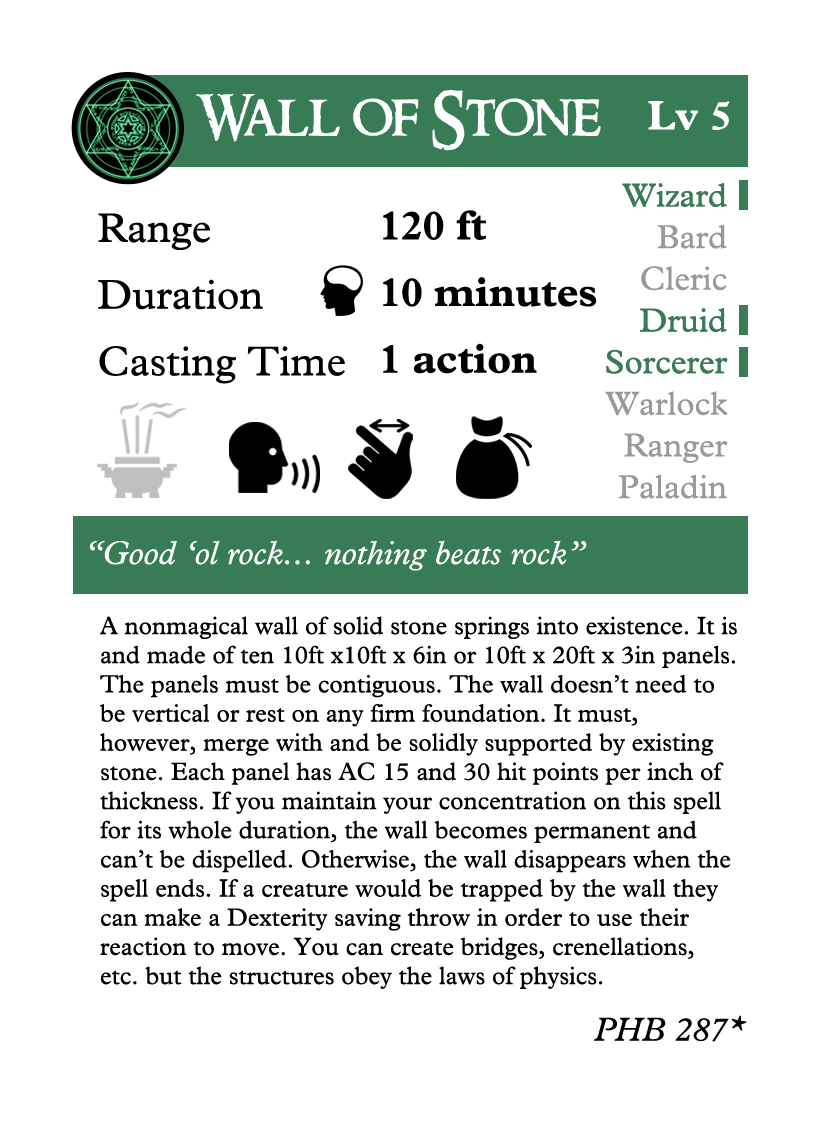 WALL OF STONE Lv 5
Range 120 ft
Duration 10 minutes
Casting Time 1 action
Wizard
Bard
Cleric
Druid
Sorcerer
Warlock
Ranger
Paladin
“Good ‘ol rock... nothing beats rock”
A nonmagical wall of solid stone springs into existence. It is
and made of ten 10ft x10ft x 6in or 10ft x 20ft x 3in panels.
The panels must be contiguous. The wall doesn’t need to
be vertical or rest on any firm foundation. It must,
however, merge with and be solidly supported by existing
stone. Each panel has AC 15 and 30 hit points per inch of
thickness. If you maintain your concentration on this spell
for its whole duration, the wall becomes permanent and
can’t be dispelled. Otherwise, the wall disappears when the
spell ends. If a creature would be trapped by the wall they
can make a Dexterity saving throw in order to use their
reaction to move. You can create bridges, crenellations,
etc. but the structures obey the laws of physics.
PHB 287*